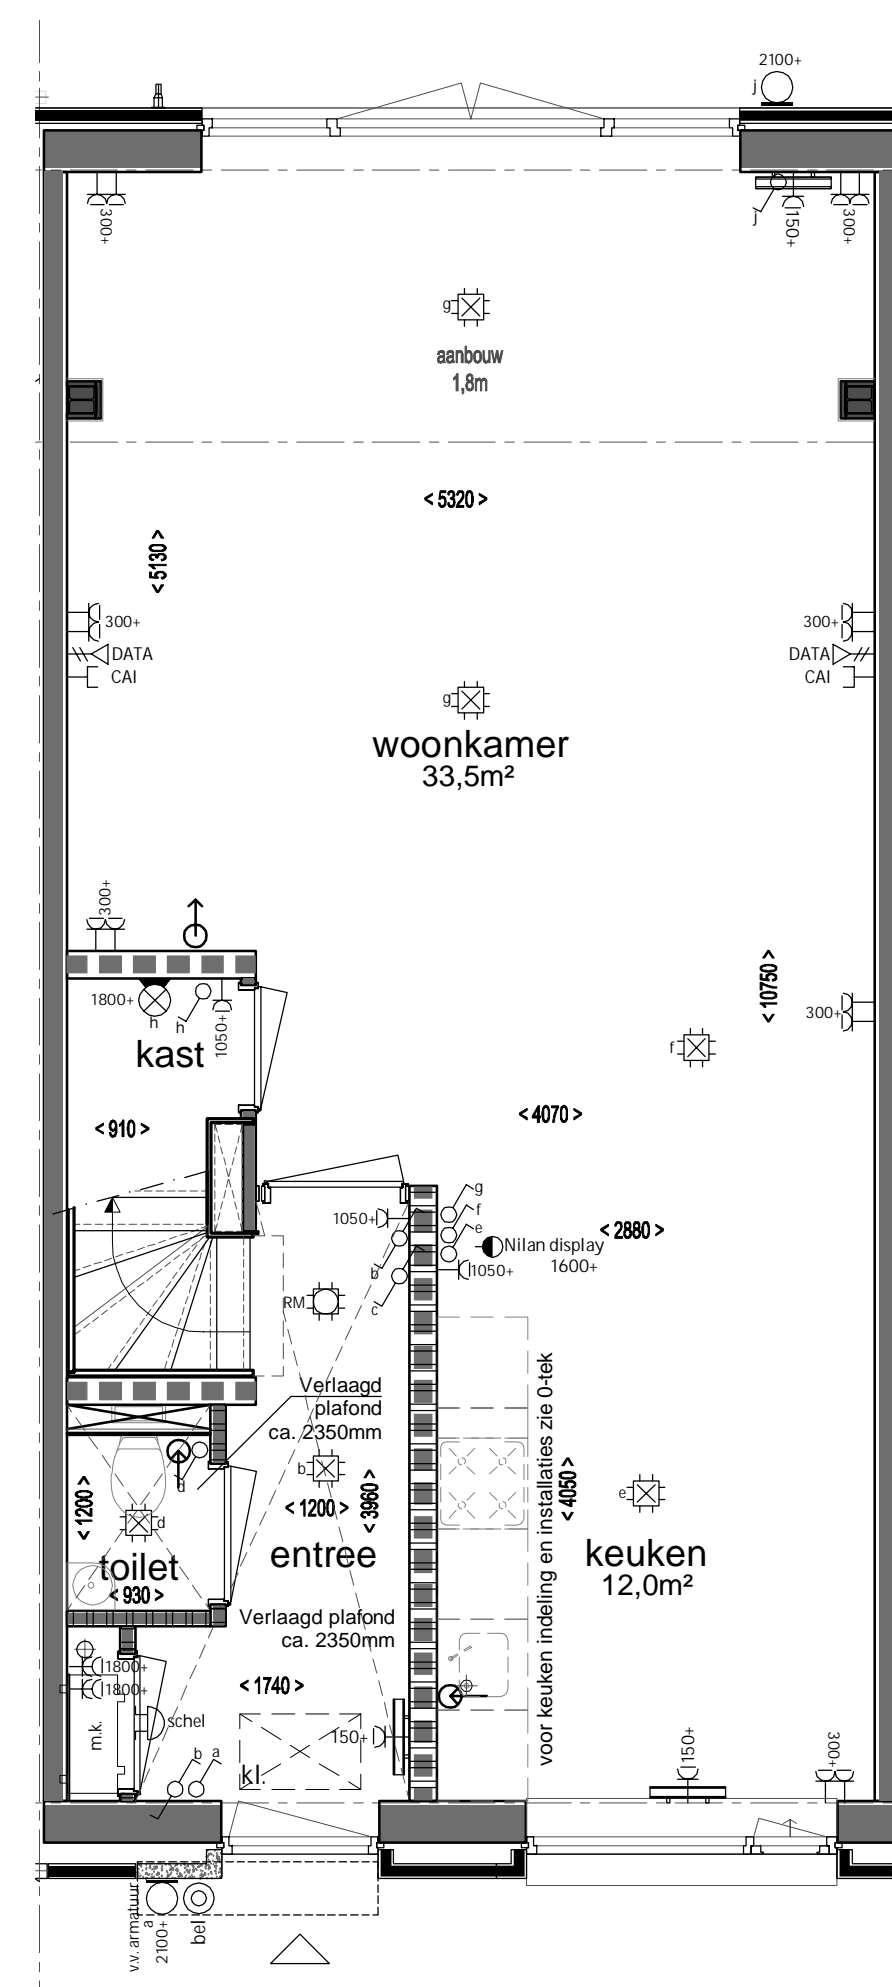 2100+
j
300+
j
150+
300+
g
aanbouw
1,8m
< 5320 >
< 5130 >
300+
DATA
CAI
300+
DATA
CAI
g
woonkamer
33,5m²
300+
1800+
h
h
1050+
kast
< 10750 >
300+
f
< 910 >
< 4070 >
1050+
g
f
e
b
c
< 2880 >
Nilan display
1600+
1050+
RM
Verlaagd
plafond
ca. 2350mm
b
d
< 1200 >
< 1200 >
< 3960 >
d
toilet
< 930 >
entree
voor keuken indeling en installaties zie 0-tek
< 4050 >
e
keuken
12,0m²
Verlaagd plafond
ca. 2350mm
1800+
1800+
< 1740 >
m.k.
schel
150+
b
a
kl.
150+
300+
v.v. armatuur
a
2100+
bel